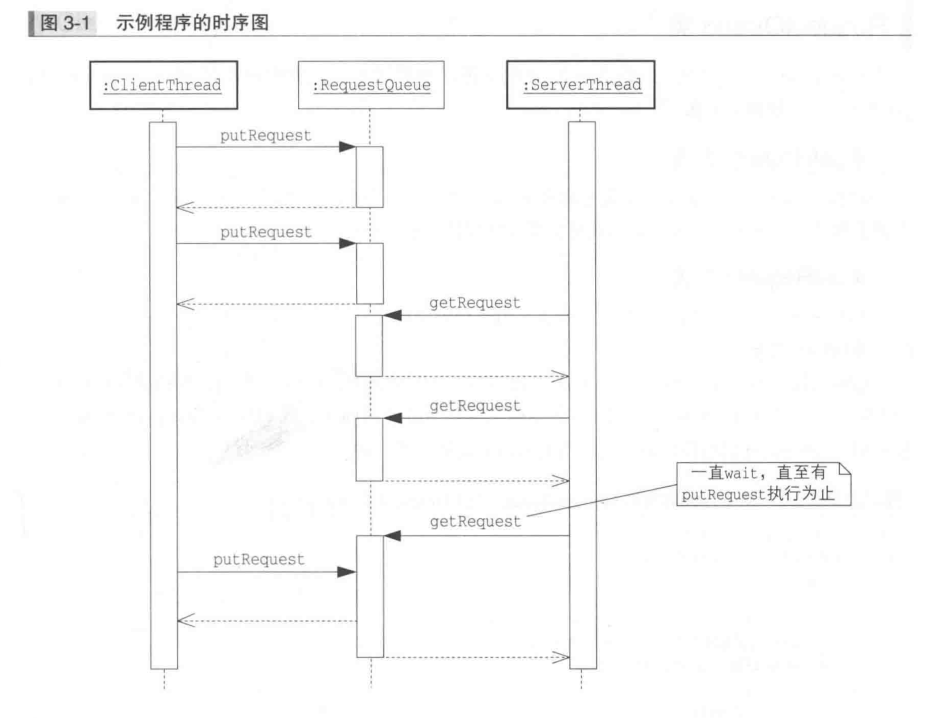 图 3-1 示例程序的时序图
:ClientThread
:RequestQueue
:ServerThread
putRequest
putRequest
getRequest
getRequest
一直wait，直至有
putRequest执行为止
getRequest
putRequest